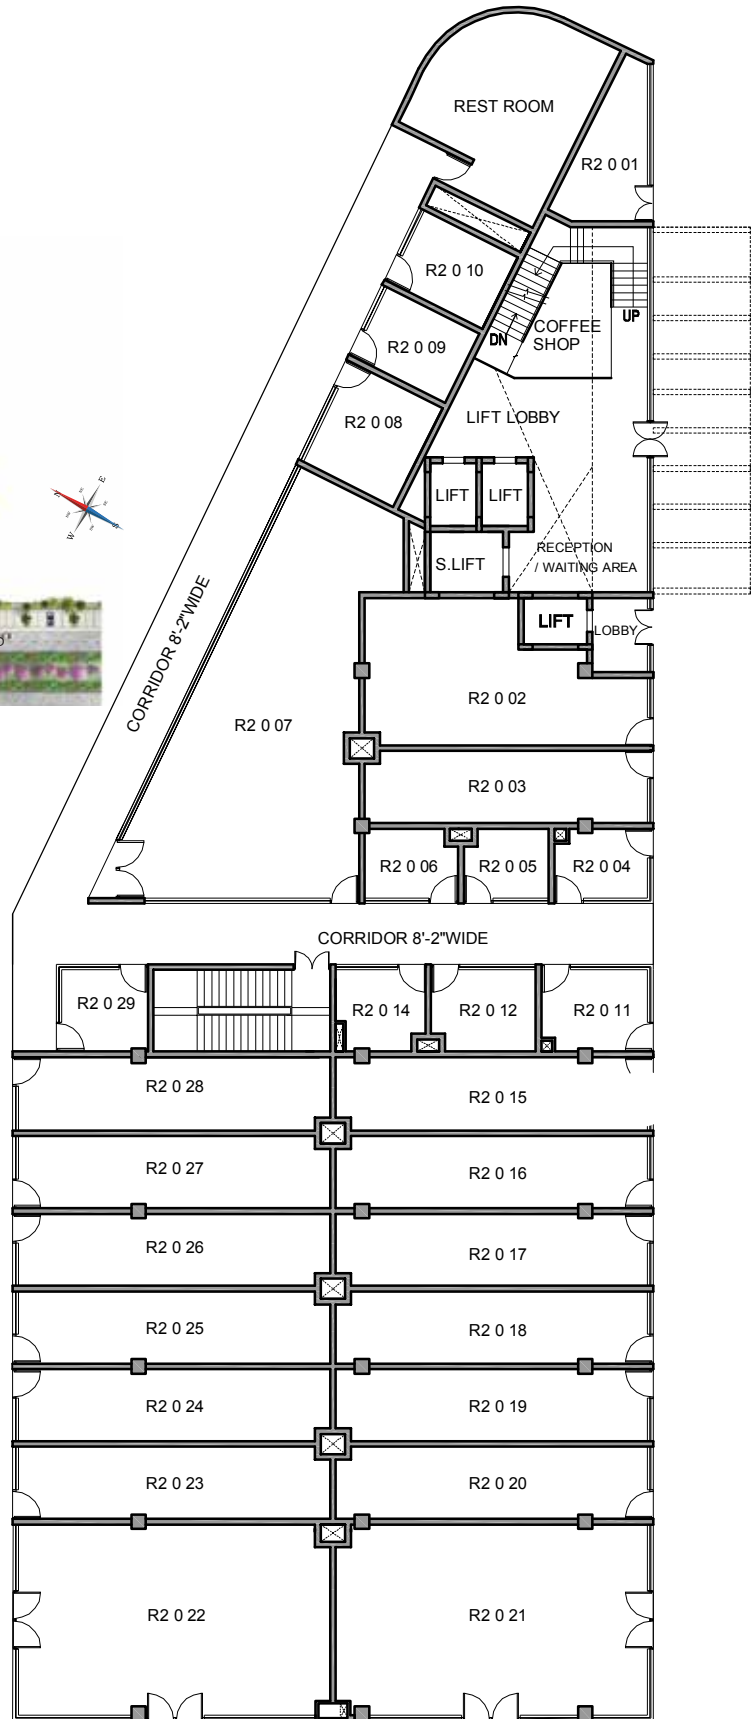 REST ROOM
R2 0 01
R2 0 10
R2 0 09
R2 0 08
DN
UP
COFFEE
SHOP
LIFT LOBBY
LIFT
LIFT
S.LIFT
RECEPTION
/ WAITING AREA
LIFT
LOBBY
N
E
S
W
CORRIDOR 8'-2"WIDE
R2 0 07
R2 0 02
R2 0 03
R2 0 06
R2 0 05
R2 0 04
CORRIDOR 8'-2"WIDE
R2 0 29
R2 0 14
R2 0 12
R2 0 11
R2 0 28
R2 0 15
R2 0 27
R2 0 16
R2 0 26
R2 0 17
R2 0 25
R2 0 18
R2 0 24
R2 0 19
R2 0 23
R2 0 20
R2 0 22
R2 0 21